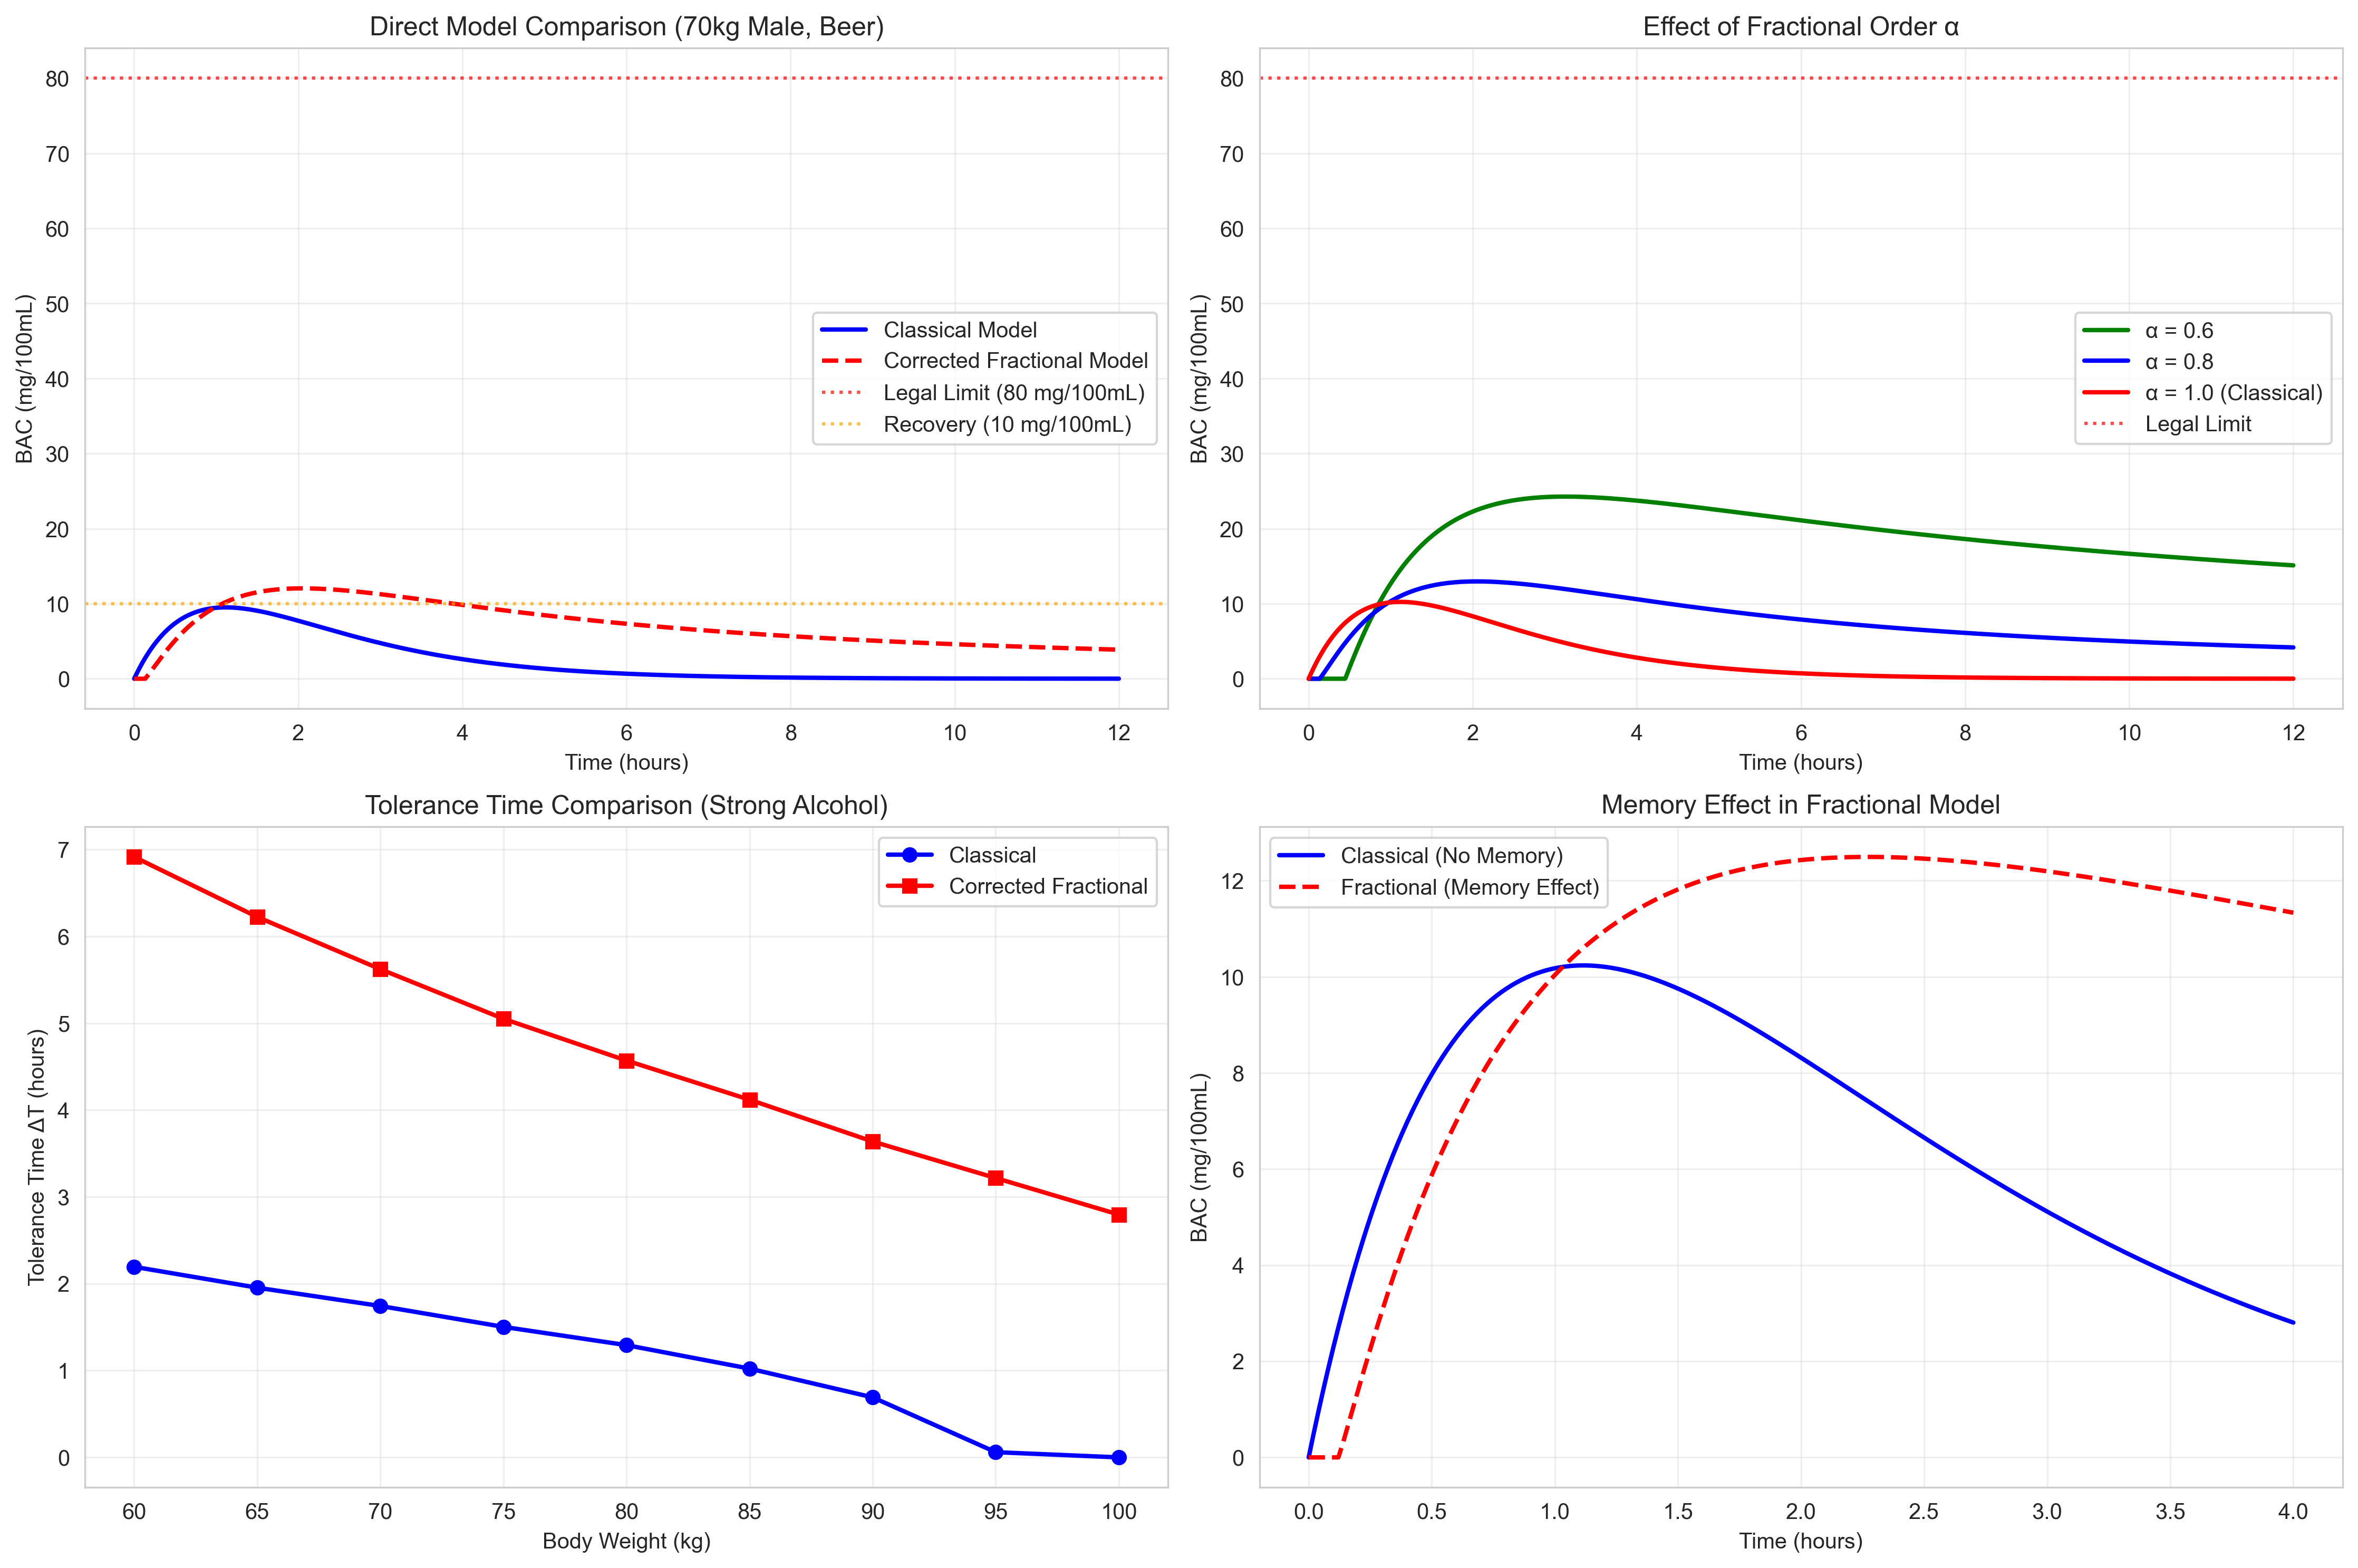 Direct Model Comparison (70kg Male, Beer)
BAC (mg/100mL)
80
70
60
50
40
30
20
10
0
Classical Model
Corrected Fractional Model
Legal Limit (80 mg/100mL)
Recovery (10 mg/100mL)
0 2 4 6 8 10 12
Time (hours)
Effect of Fractional Order α
BAC (mg/100mL)
80
70
60
50
40
30
20
10
0
α = 0.6
α = 0.8
α = 1.0 (Classical)
Legal Limit
0 2 4 6 8 10 12
Time (hours)
Tolerance Time Comparison (Strong Alcohol)
Tolerance Time ΔT (hours)
7
6
5
4
3
2
1
0
Classical
Corrected Fractional
60 65 70 75 80 85 90 95 100
Body Weight (kg)
Memory Effect in Fractional Model
BAC (mg/100mL)
12
10
8
6
4
2
0
Classical (No Memory)
Fractional (Memory Effect)
0.0 0.5 1.0 1.5 2.0 2.5 3.0 3.5 4.0
Time (hours)